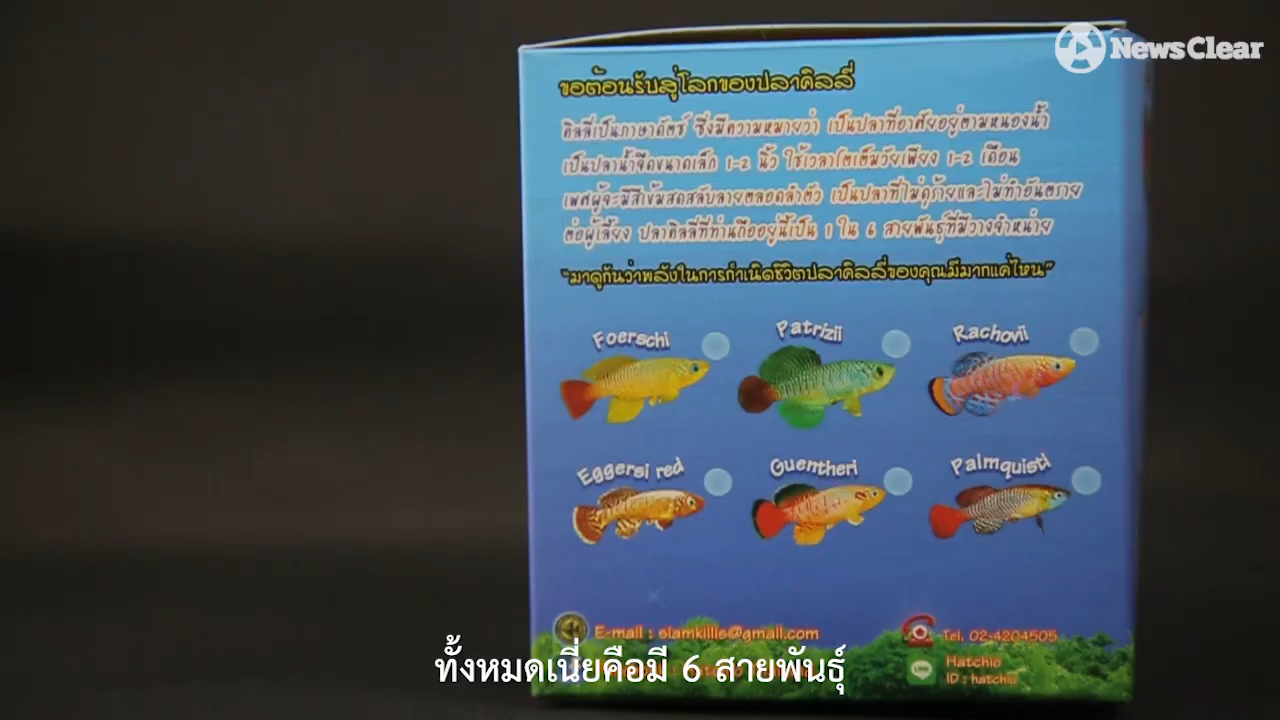 NewsClear
ขอต้อนรับสู่โลกของปลาคิลลี่
คิลลี่เป็นภาษาดัตช์ ซึ่งมีความหมายว่า เป็นปลาที่อาศัยอยู่ตามหนองน้ำ
เป็นปลาน้ำจืดขนาดเล็ก 1-2 นิ้ว ใช้เวลาโตเต็มวัยเพียง 1-2 เดือน
เพศผู้จะมีสีเข้มสดสลับลายตลอดลำตัว เป็นปลาที่ไม่ดุร้ายและไม่ทำอันตราย
ต่อผู้เลี้ยง ปลาคิลลี่ที่ท่านถืออยู่นี้เป็น 1 ใน 6 สายพันธุ์ที่มีวางจำหน่าย
"มาดูกันว่าพลังในการกำเนิดชีวิตปลาคิลลี่ของคุณมีมากแค่ไหน"
Foerschi Patrizii Rachovii
Eggersi red Guentheri Palmquisti
E-mail : siamkillis@gmail.com Tel. 02-4204505
LINE Hatchio
ID : hatchio
ทั้งหมดเนี่ยคือมี 6 สายพันธุ์